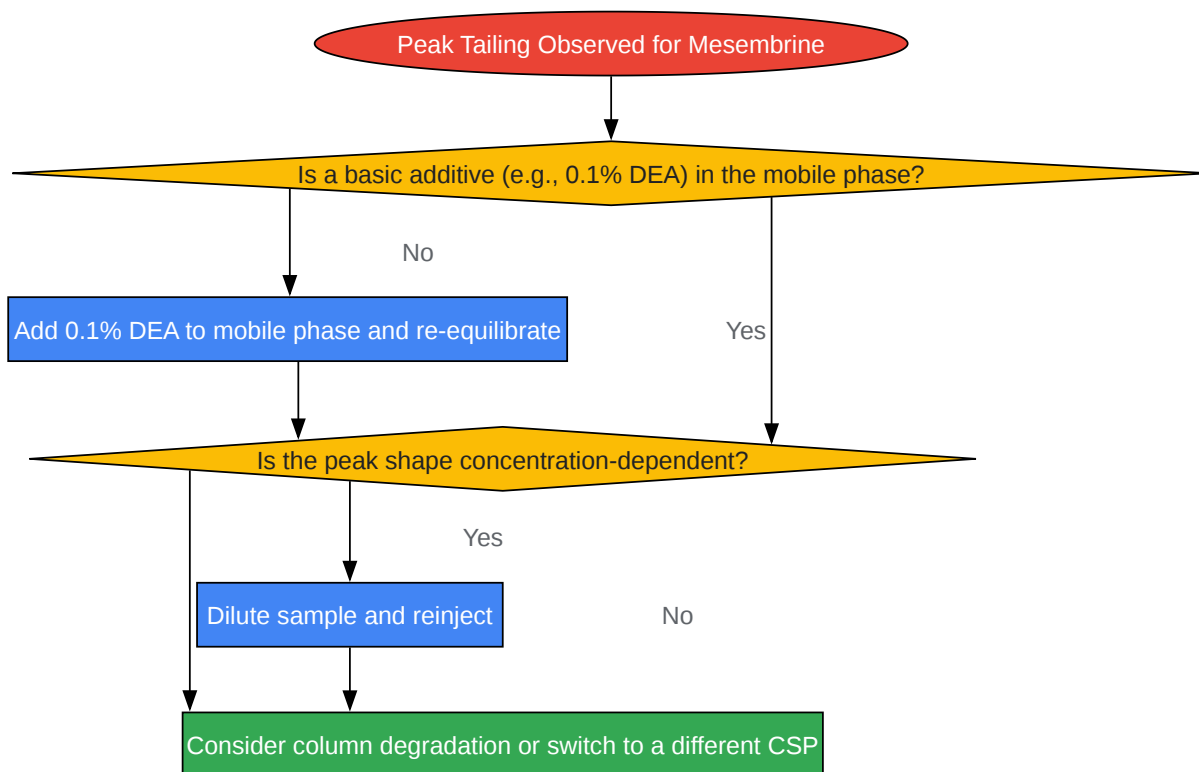 Peak Tailing Observed for Mesembrine
Is a basic additive (e.g., 0.1% DEA) in the mobile phase?
No
Add 0.1% DEA to mobile phase and re-equilibrate
Yes
Is the peak shape concentration-dependent?
Yes
Dilute sample and reinject
No
Consider column degradation or switch to a different CSP